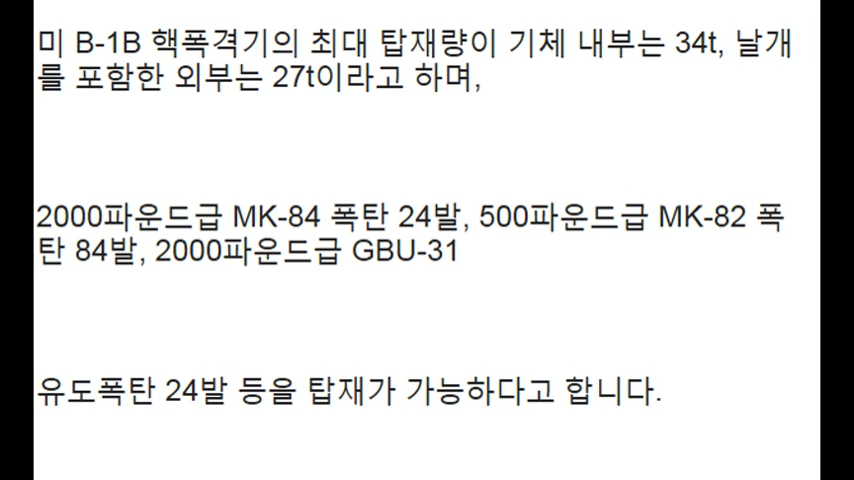 미 B-1B 핵폭격기의 최대 탑재량이 기체 내부는 34t, 날개
를 포함한 외부는 27t이라고 하며,
2000파운드급 MK-84 폭탄 24발, 500파운드급 MK-82 폭
탄 84발, 2000파운드급 GBU-31
유도폭탄 24발 등을 탑재가 가능하다고 합니다.